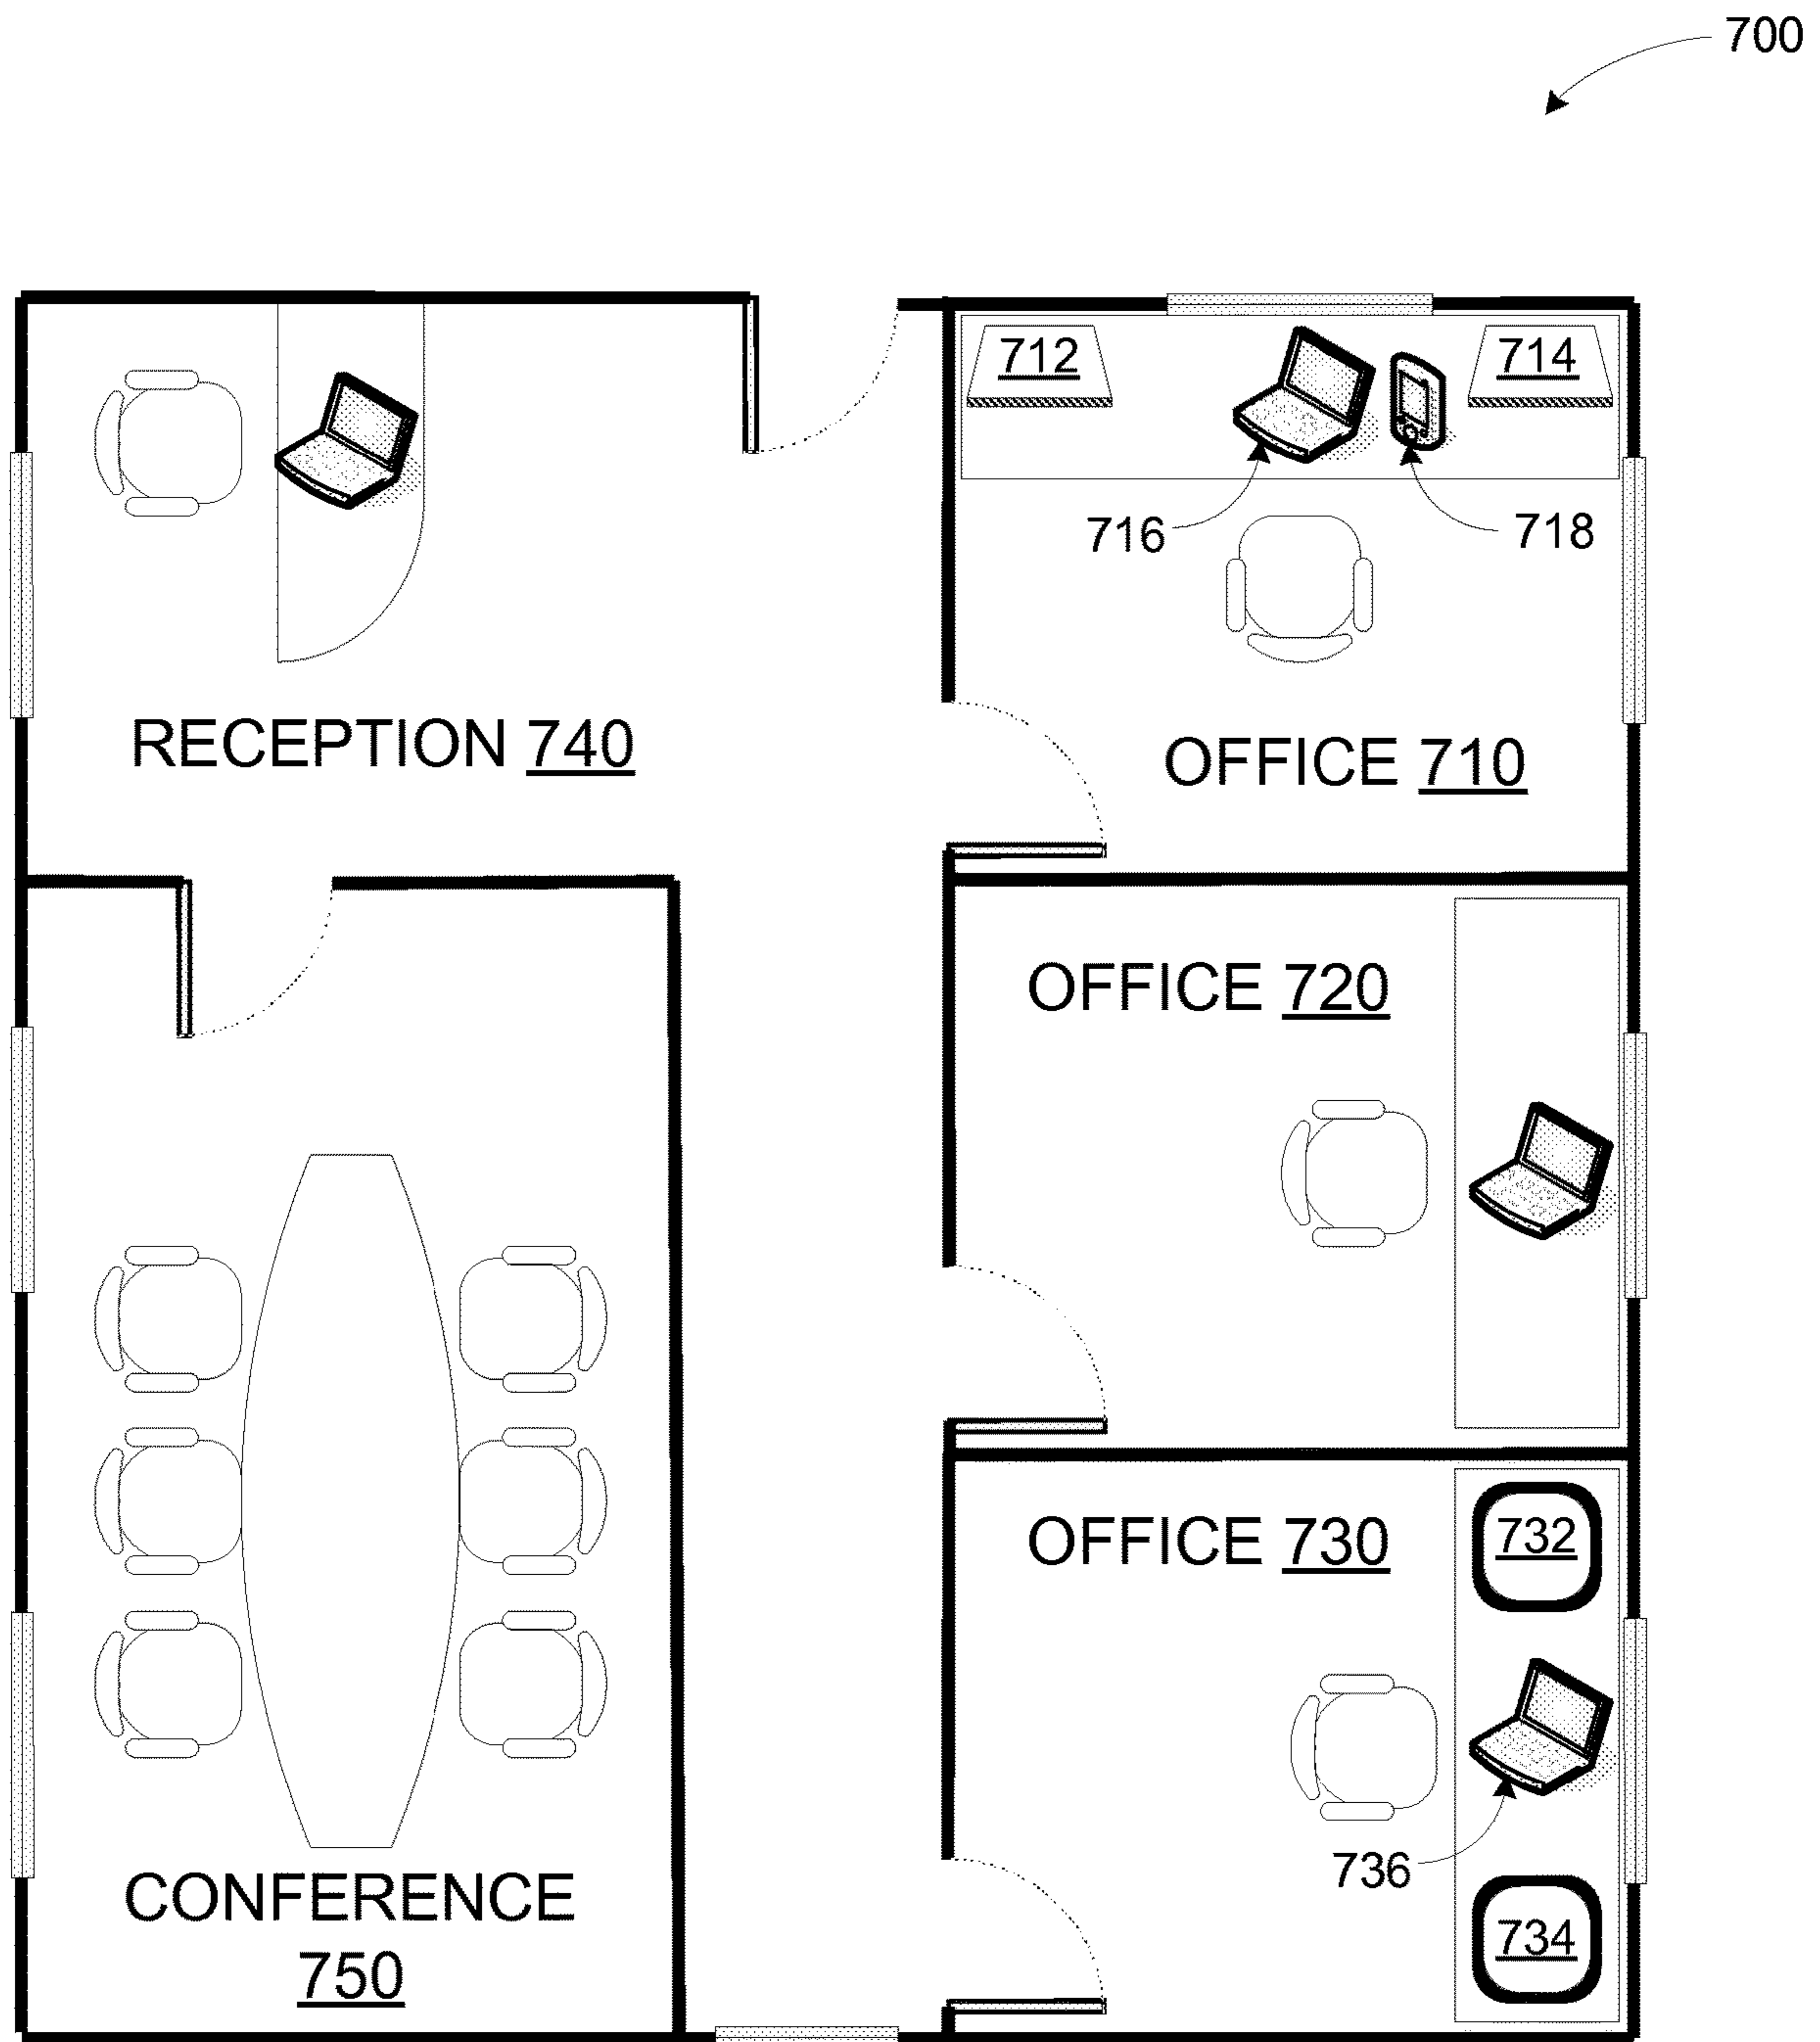 700
712
714
716
718
RECEPTION 740
OFFICE 710
OFFICE 720
OFFICE 730
732
736
734
CONFERENCE
750